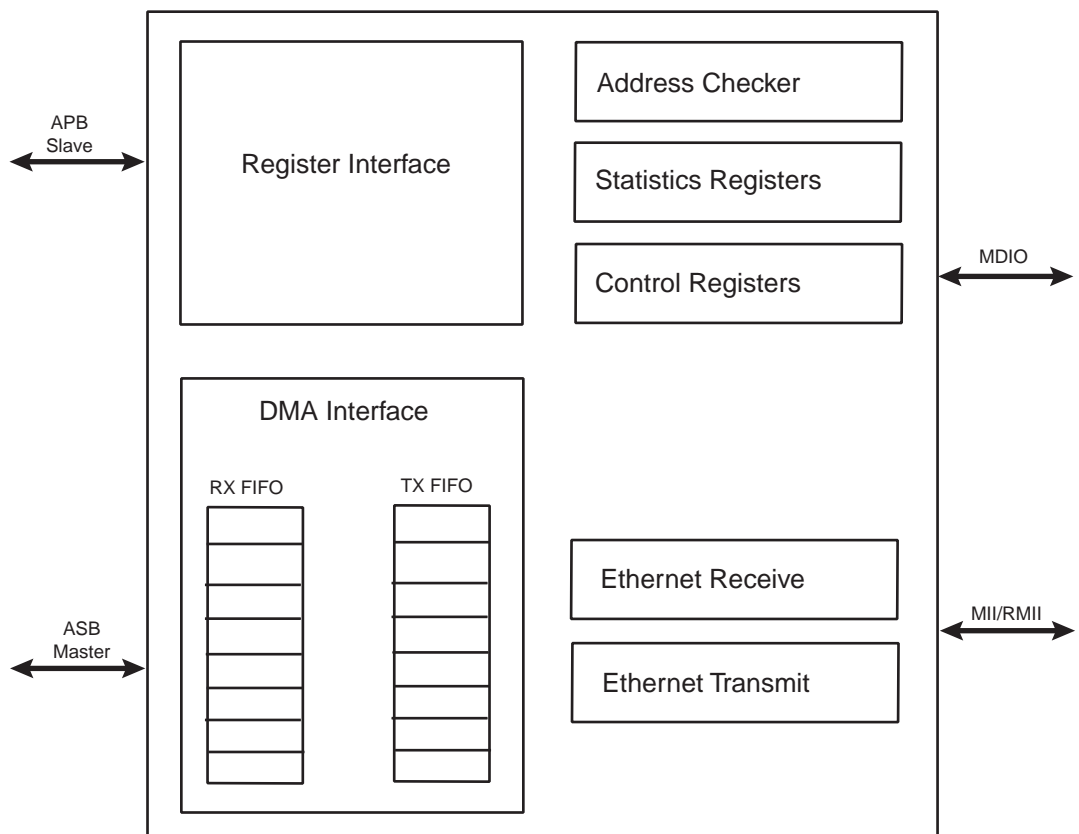 APB
Slave
Register Interface
Address Checker
Statistics Registers
Control Registers
MDIO
DMA Interface
RX FIFO
TX FIFO
ASB
Master
Ethernet Receive
Ethernet Transmit
MII/RMII